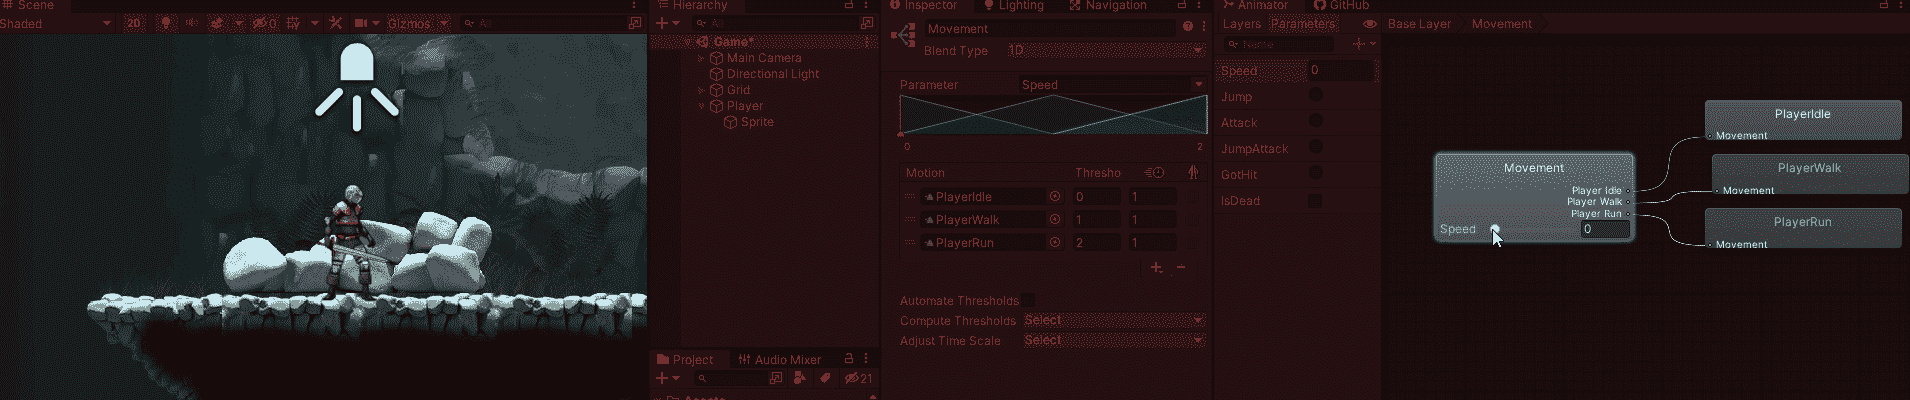 Scene
Shaded
2D
0
Gizmos
All
Hierarchy
All
Game*
Main Camera
Directional Light
Grid
Player
Sprite
Project
Audio Mixer
21
Assets
Inspector
Lighting
Navigation
Movement
Blend Type
1D
Parameter
Speed
0
2
Motion
Thresho
PlayerIdle
0
1
PlayerWalk
1
1
PlayerRun
2
1
Automate Thresholds
Compute Thresholds
Select
Adjust Time Scale
Select
Animator
GitHub
Layers
Parameters
Base Layer
Movement
Name
Speed
0
Jump
Attack
JumpAttack
GotHit
IsDead
Movement
Player Idle
Player Walk
Player Run
Speed
0
PlayerIdle
Movement
PlayerWalk
Movement
PlayerRun
Movement